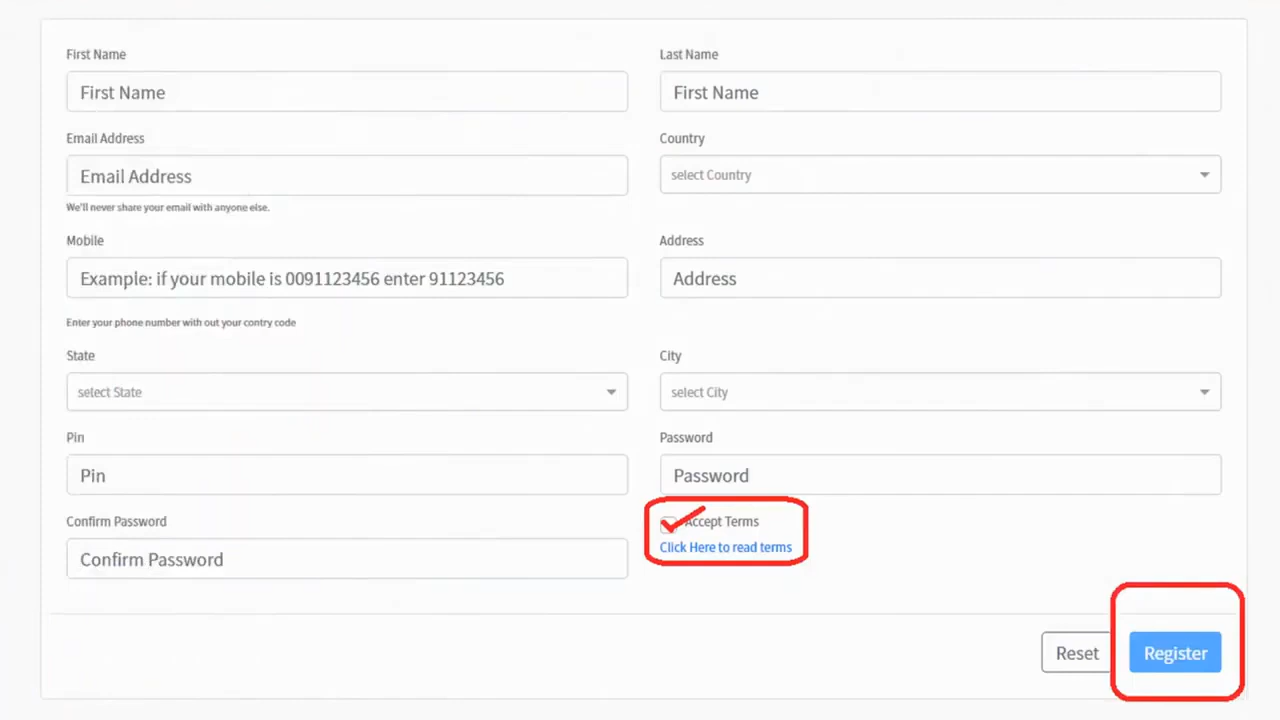 First Name
Last Name
First Name
First Name
Email Address
Country
Email Address
select Country
We'll never share your email with anyone else.
Mobile
Address
Example: if your mobile is 0091123456 enter 91123456
Address
Enter your phone number with out your contry code
State
City
select State
select City
Pin
Password
Pin
Password
Confirm Password
Accept Terms
Click Here to read terms
Confirm Password
Reset
Register